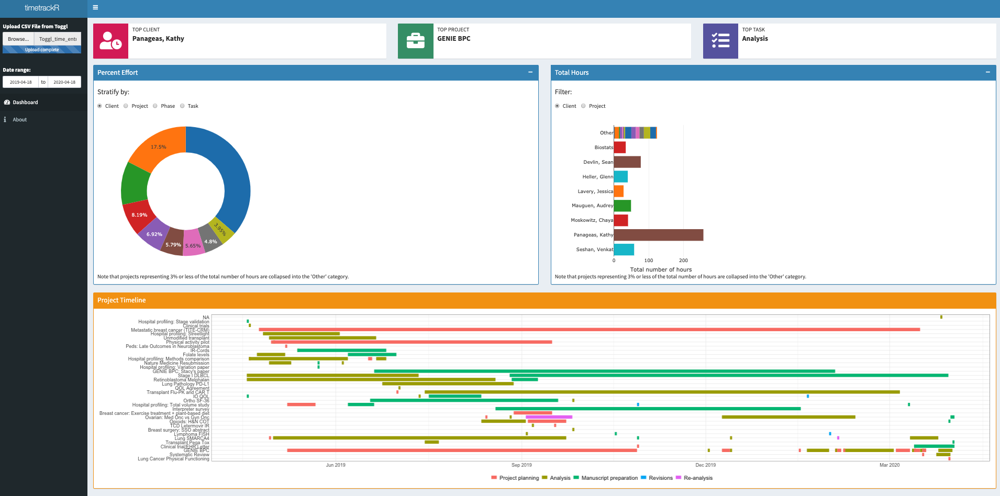 timetrackR
Upload CSV File from Toggl
Browse... Toggl_time_entr
Upload complete
Date range:
2019-04-18 to 2020-04-18
Dashboard
About
TOP CLIENT
Panageas, Kathy
TOP PROJECT
GENIE BPC
TOP TASK
Analysis
Percent Effort
Stratify by:
Client Project Phase Task
17.5%
8.19%
6.92%
5.79%
5.65%
4.8%
3.95%
Note that projects representing 3% or less of the total number of hours are collapsed into the 'Other' category.
Total Hours
Filter:
Client Project
Other
Biostats
Devlin, Sean
Heller, Glenn
Lavery, Jessica
Mauguen, Audrey
Moskowitz, Chaya
Panageas, Kathy
Seshan, Venkat
0 100 200
Total number of hours
Note that projects representing 3% or less of the total number of hours are collapsed into the 'Other' category.
Project Timeline
NA
Hospital profiling: Stage validation
Clinical trials
Metastatic breast cancer (TITE-CRM)
Hospital profiling: Streetlight
Unmodified transplant
Physical activity pilot
Peds: Late Outcomes in Neuroblastoma
IR-Cords
Folate levels
Hospital profiling: Methods comparison
Nature Medicine Resubmission
Hospital profiling: Variation paper
GENIE BPC: Stacy's paper
Stage I DLBCL
Retinoblastoma Melphalan
Lung Pathology PD-L1
QOL Agreement
Transplant Flu-PK and CAR T
IO QOL
Ortho SF-36
Hospital profiling: Total volume study
Interpreter survey
Breast cancer: Exercise treatment + plant-based diet
Ovarian: Med Onc vs Gyn Onc
Opioids: H&N COT
TCD Letermovir IR
Breast surgery: SSO abstract
Lymphoma FISH
Lung SMARCA4
Transplant Pega Tox
Clinical trial/EHR Letter
GENIE BPC
Systematic Review
Lung Cancer Physical Functioning
Jun 2019 Sep 2019 Dec 2019 Mar 2020
Project planning Analysis Manuscript preparation Revisions Re-analysis